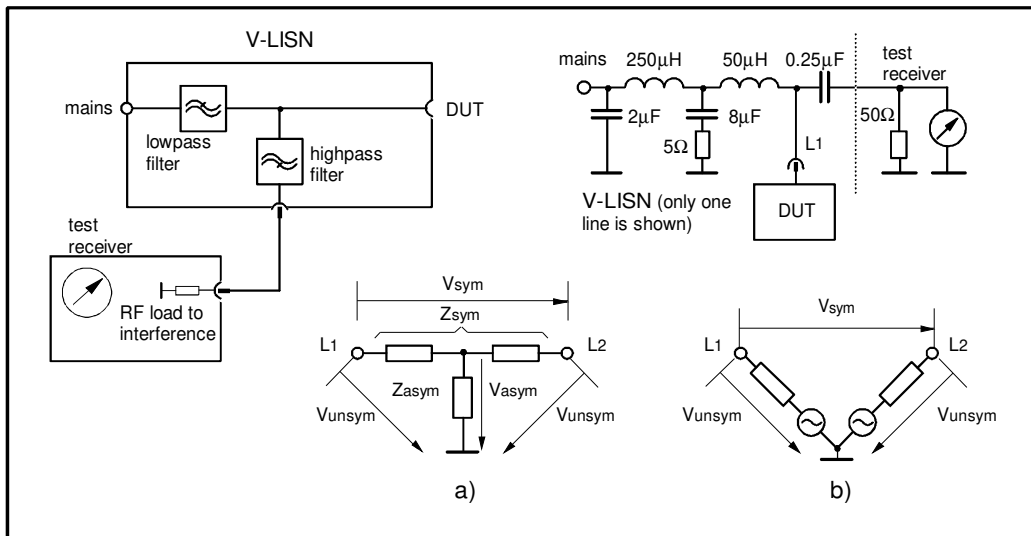 V-LISN
mains
DUT
lowpass
filter
highpass
filter
test
receiver
RF load to
interference
mains
250µH
50µH
0.25µF
test
receiver
2µF
8µF
5Ω
50Ω
L1
DUT
V-LISN (only one
line is shown)
Vsym
Zsym
L1
L2
Zasym
Vasym
Vunsym
Vunsym
a)
Vsym
L1
L2
Vunsym
Vunsym
b)